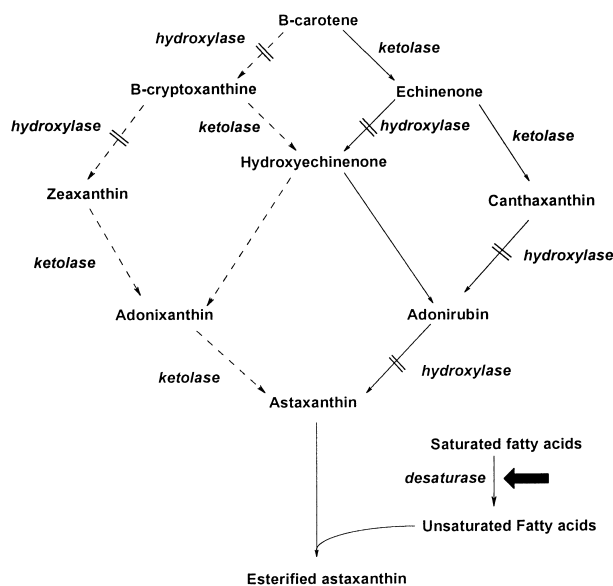 B-carotene
hydroxylase
ketolase
B-cryptoxanthine
Echinenone
hydroxylase
ketolase
hydroxylase
ketolase
Hydroxyechinenone
Zeaxanthin
Canthaxanthin
ketolase
hydroxylase
Adonixanthin
Adonirubin
ketolase
hydroxylase
Astaxanthin
Saturated fatty acids
desaturase
Unsaturated Fatty acids
Esterified astaxanthin